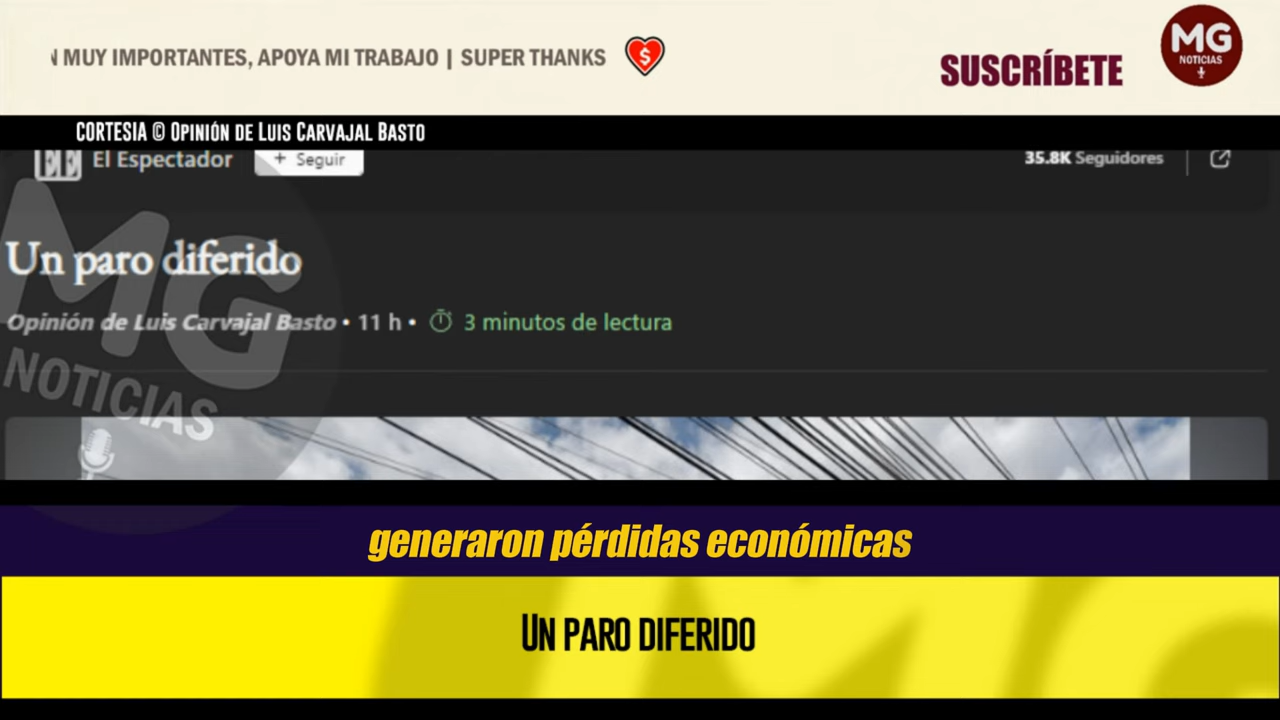 N MUY IMPORTANTES, APOYA MI TRABAJO | SUPER THANKS
SUSCRÍBETE
MG
NOTICIAS
CORTESIA © OPINIÓN DE LUIS CARVAJAL BASTO
EE El Espectador + Seguir 35.8K Seguidores
Un paro diferido
Opinión de Luis Carvajal Basto • 11 h • 3 minutos de lectura
MG
NOTICIAS
generaron pérdidas económicas
UN PARO DIFERIDO